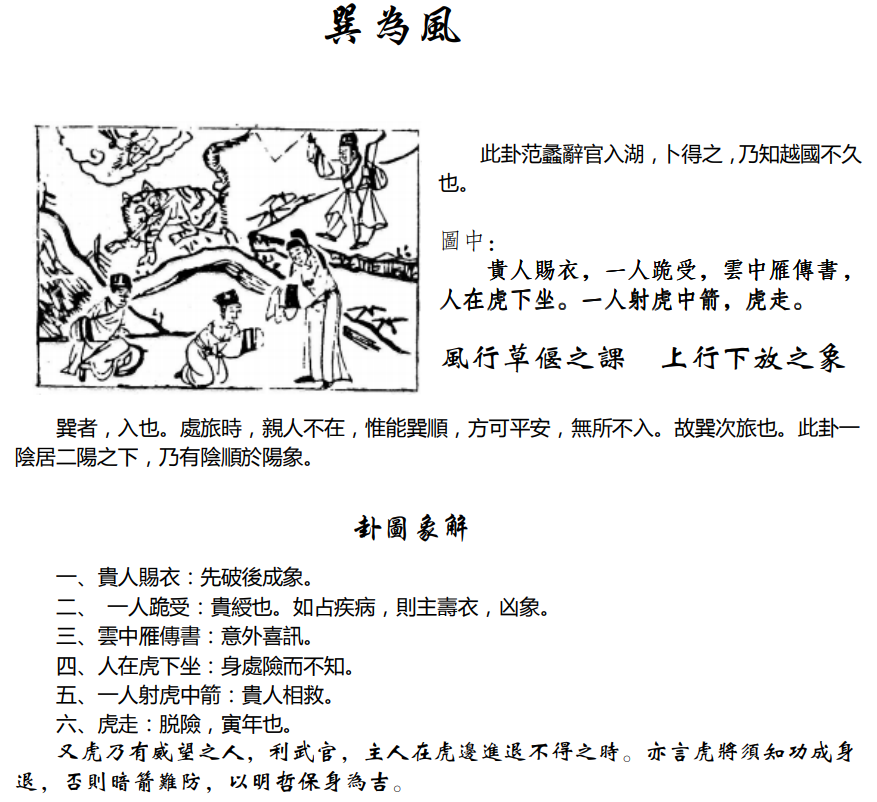 巽為風
此卦范蠡辭官入湖，卜得之，乃知越國不久
也。
圖中：
貴人賜衣，一人跪受，雲中雁傳書，
人在虎下坐。一人射虎中箭，虎走。
風行草偃之課　上行下放之象
巽者，入也。處旅時，親人不在，惟能巽順，方可平安，無所不入。故巽次旅也。此卦一
陰居二陽之下，乃有陰順於陽象。
卦圖象解
一、貴人賜衣：先破後成象。
二、 一人跪受：貴綬也。如占疾病，則主壽衣，凶象。
三、雲中雁傳書：意外喜訊。
四、人在虎下坐：身處險而不知。
五、一人射虎中箭：貴人相救。
六、虎走：脫險，寅年也。
又虎乃有威望之人，利武官，主人在虎邊進退不得之時。亦言虎將須知功成身
退，否則暗箭難防，以明哲保身為吉。